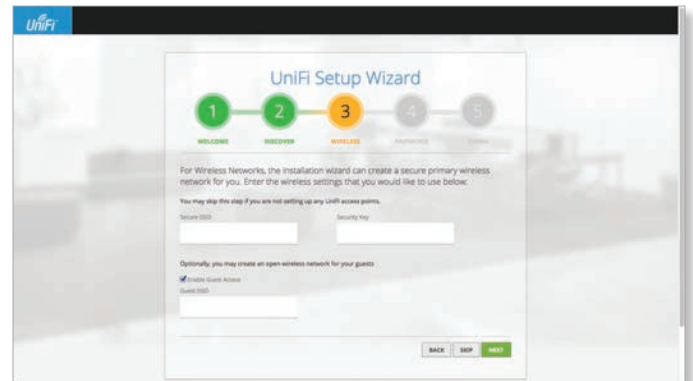 UniFi
UniFi Setup Wizard
1 2 3 4 5
WELCOME DISCOVER WIRELESS PASSWORD
For Wireless Networks, the installation wizard can create a secure primary wireless
network for you. Enter the wireless settings that you would like to use below:
You may skip this step if you are not setting up any UniFi access points.
Secure SSID Security Key
Optionally, you may create an open wireless network for your guests
Enable Guest Access
Guest SSID
BACK SKIP NEXT